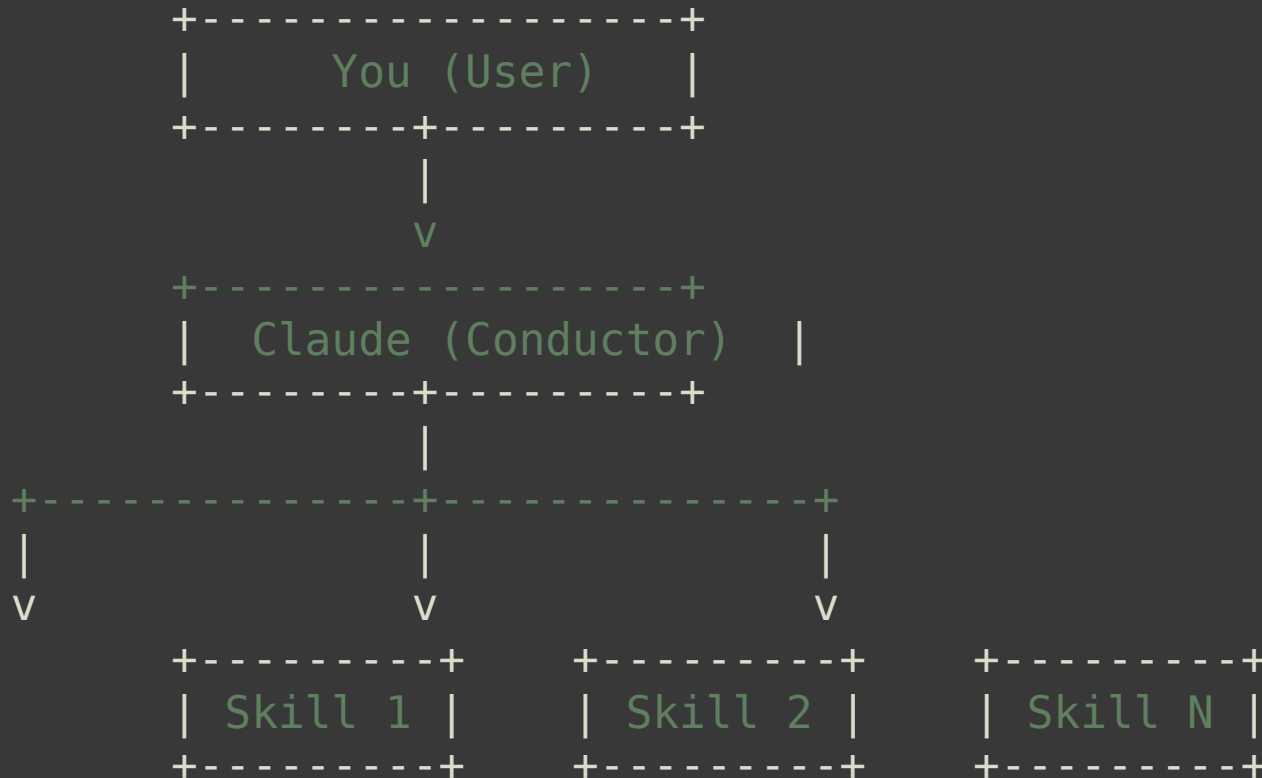 +------------------+
|     You (User)   |
+--------+---------+
|
v
+------------------+
|  Claude (Conductor)  |
+--------+---------+
|
+--------------+--------------+
|              |              |
v              v              v
+---------+    +---------+    +---------+
| Skill 1 |    | Skill 2 |    | Skill N |
+---------+    +---------+    +---------+